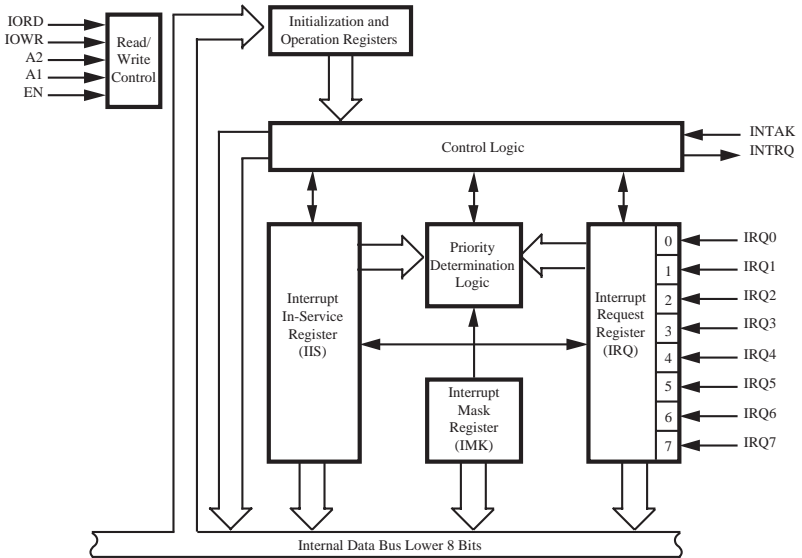 IORD
IOWR
A2
A1
EN
Read/
Write
Control
Initialization and
Operation Registers
Control Logic
INTAK
INTRQ
Interrupt
In-Service
Register
(IIS)
Priority
Determination
Logic
Interrupt
Mask
Register
(IMK)
Interrupt
Request
Register
(IRQ)
0
1
2
3
4
5
6
7
IRQ0
IRQ1
IRQ2
IRQ3
IRQ4
IRQ5
IRQ6
IRQ7
Internal Data Bus Lower 8 Bits